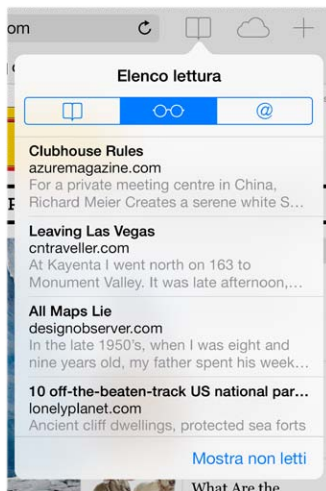 om
Elenco lettura
@
Clubhouse Rules
azuremagazine.com
For a private meeting centre in China,
Richard Meier Creates a serene white S...
Leaving Las Vegas
cntraveller.com
At Kayenta I went north on 163 to
Monument Valley. It was late afternoon,...
All Maps Lie
designobserver.com
In the late 1950's, when I was eight and
nine years old, my father spent his week...
10 off-the-beaten-track US national par...
lonelyplanet.com
Ancient cliff dwellings, protected sea forts
Mostra non letti
What Are the